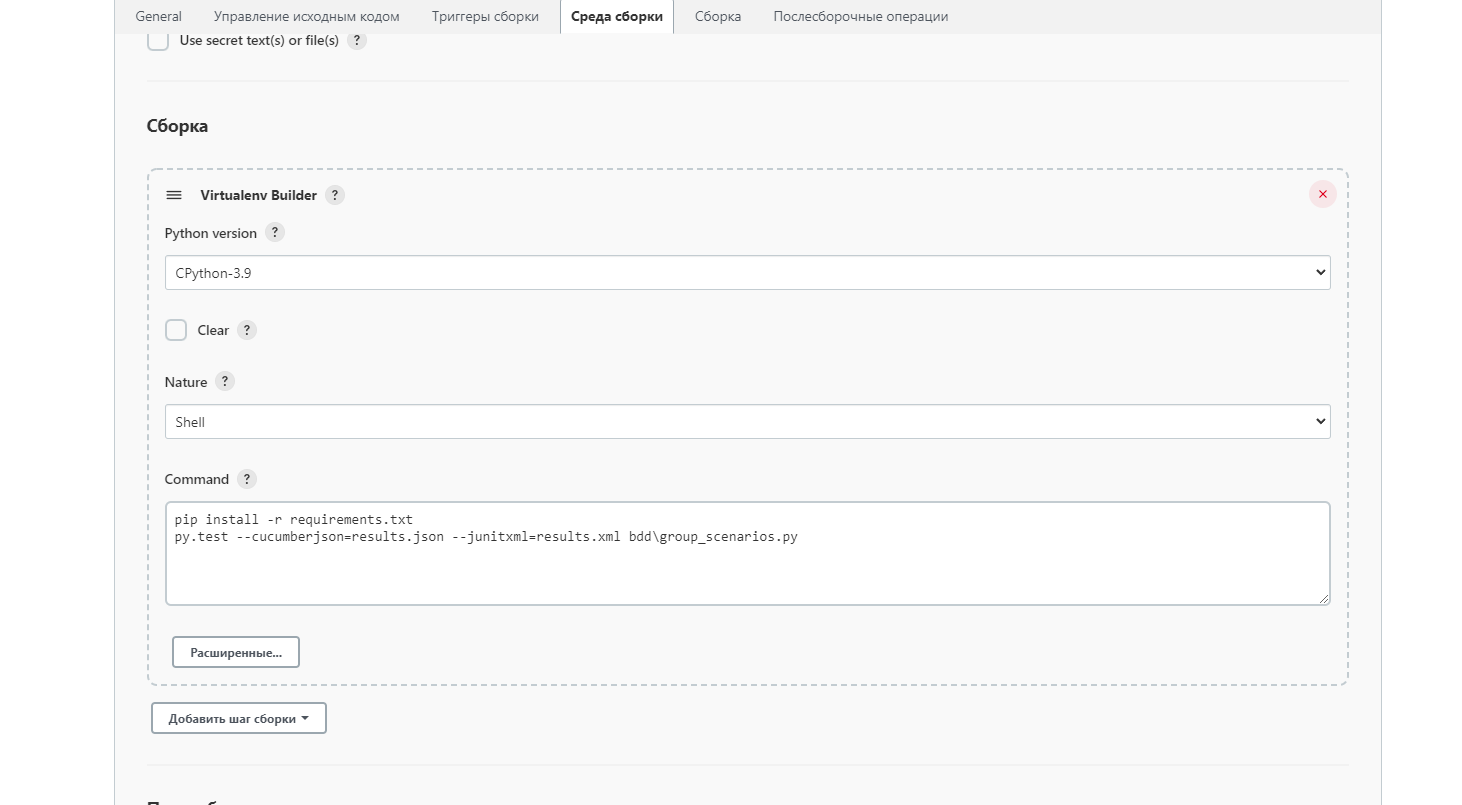 General Управление исходным кодом Триггеры сборки Среда сборки Сборка Послесборочные операции
Use secret text(s) or file(s) ?
Сборка
Virtualenv Builder ?
Python version ?
CPython-3.9
Clear ?
Nature ?
Shell
Command ?
pip install -r requirements.txt
py.test --cucumberjson=results.json --junitxml=results.xml bdd\group_scenarios.py
Расширенные...
Добавить шаг сборки